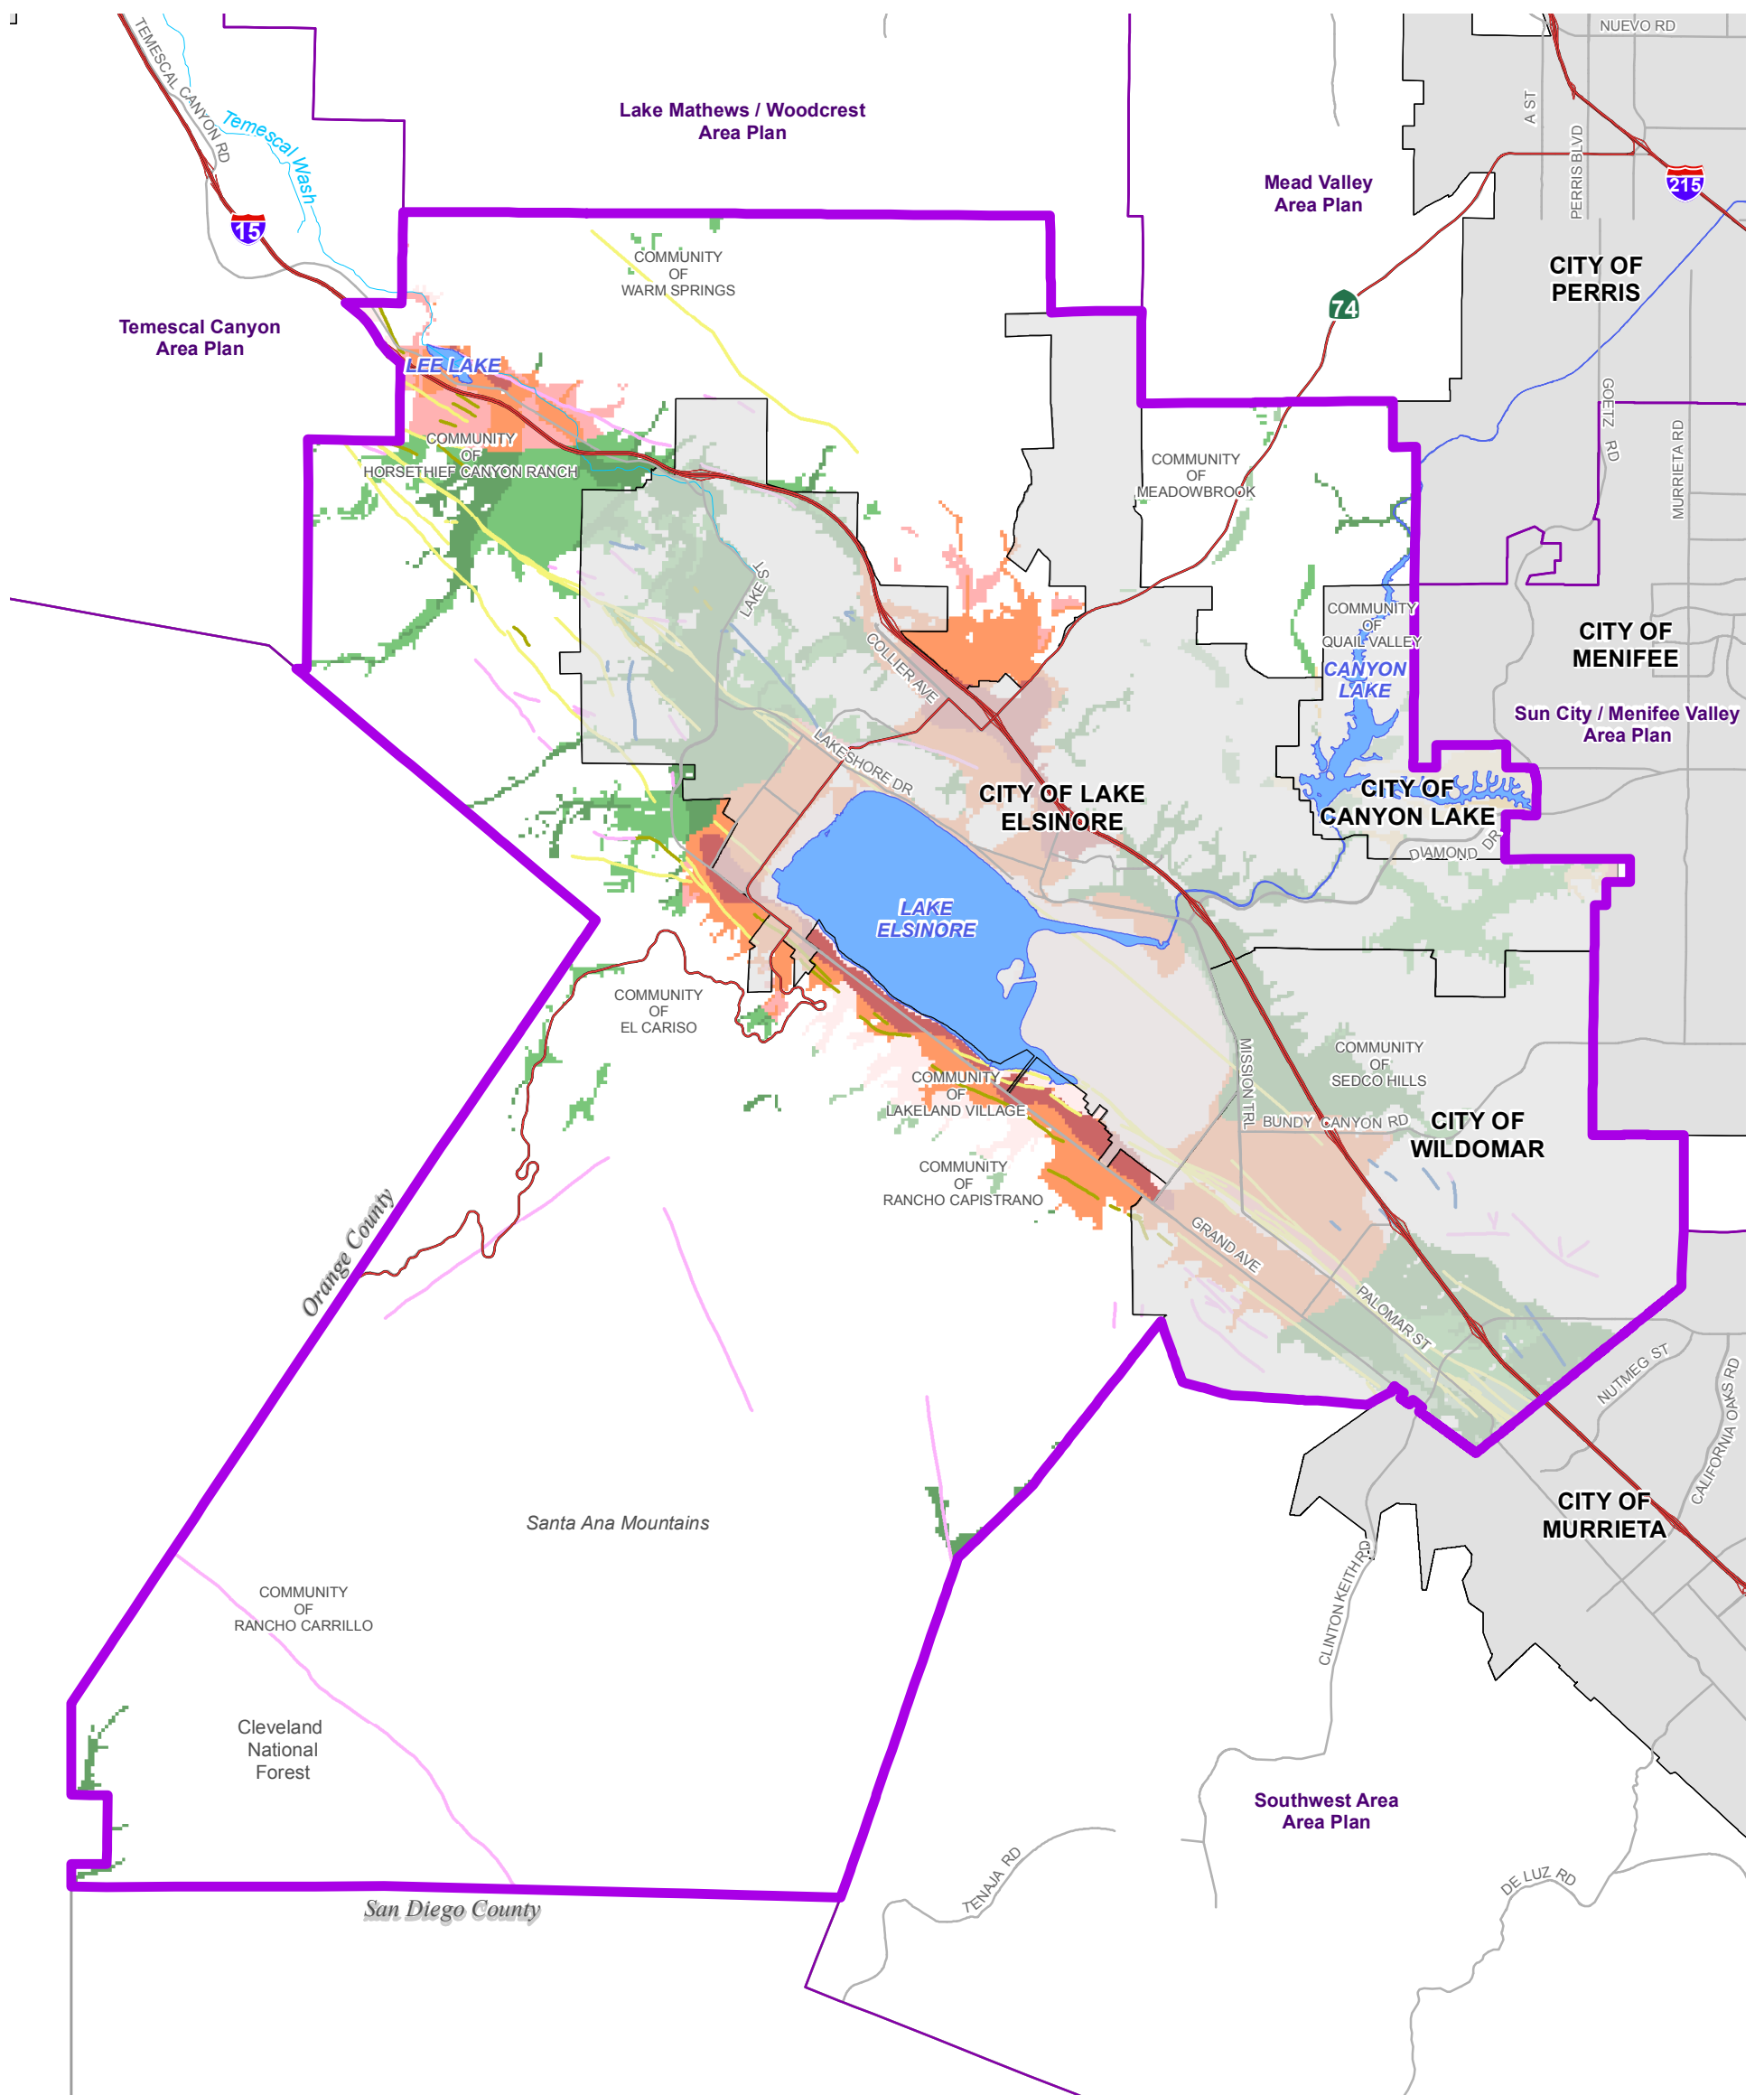 NUEVO RD
TEMESCAL CANYON RD
Temescal Wash
Lake Mathews / Woodcrest
Area Plan
A ST
PERRIS BLVD
Mead Valley
Area Plan
215
15
CITY OF
PERRIS
COMMUNITY
OF
WARM SPRINGS
74
Temescal Canyon
Area Plan
LEE LAKE
GOETZ RD
MURRIETA RD
COMMUNITY
OF
HORSETHIEF CANYON RANCH
COMMUNITY
OF
MEADOWBROOK
LAKE ST
COMMUNITY
OF
QUAIL VALLEY
CITY OF
MENIFEE
COLLIER AVE
CANYON
LAKE
Sun City / Menifee Valley
Area Plan
LAKESHORE DR
CITY OF LAKE
ELSINORE
CITY OF
CANYON LAKE
DIAMOND DR
LAKE
ELSINORE
COMMUNITY
OF
EL CARISO
MISSION TRL
COMMUNITY
OF
SEDCO HILLS
COMMUNITY
OF
LAKELAND VILLAGE
BUNDY CANYON RD
CITY OF
WILDOMAR
COMMUNITY
OF
RANCHO CAPISTRANO
GRAND AVE
Orange County
PALOMAR ST
NUTMEG ST
CALIFORNIA OAKS RD
CITY OF
MURRIETA
Santa Ana Mountains
CLINTON KEITH RD
COMMUNITY
OF
RANCHO CARRILLO
Cleveland
National
Forest
Southwest Area
Area Plan
TENAJA RD
DE LUZ RD
San Diego County